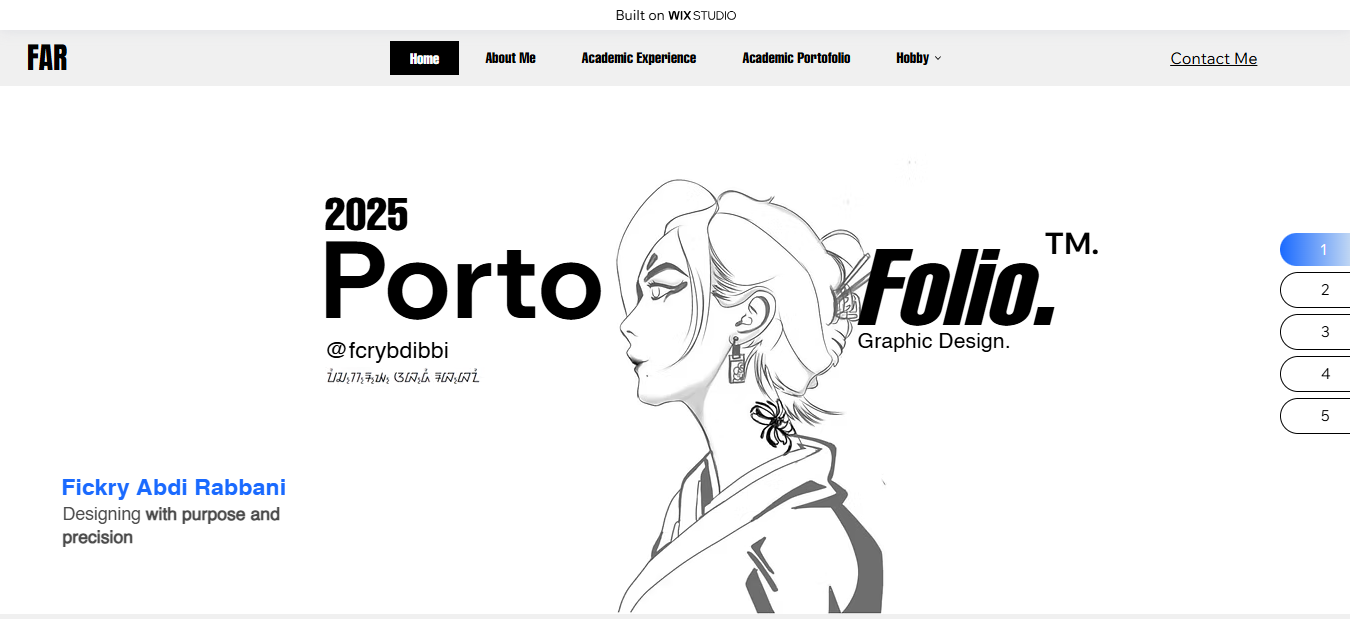 Built on WIX STUDIO
FAR
Home
About Me
Academic Experience
Academic Portofolio
Hobby
Contact Me
2025
Porto
Folio.
TM.
@fcrybdibbi
Graphic Design.
1
2
3
4
5
Fickry Abdi Rabbani
Designing with purpose and
precision